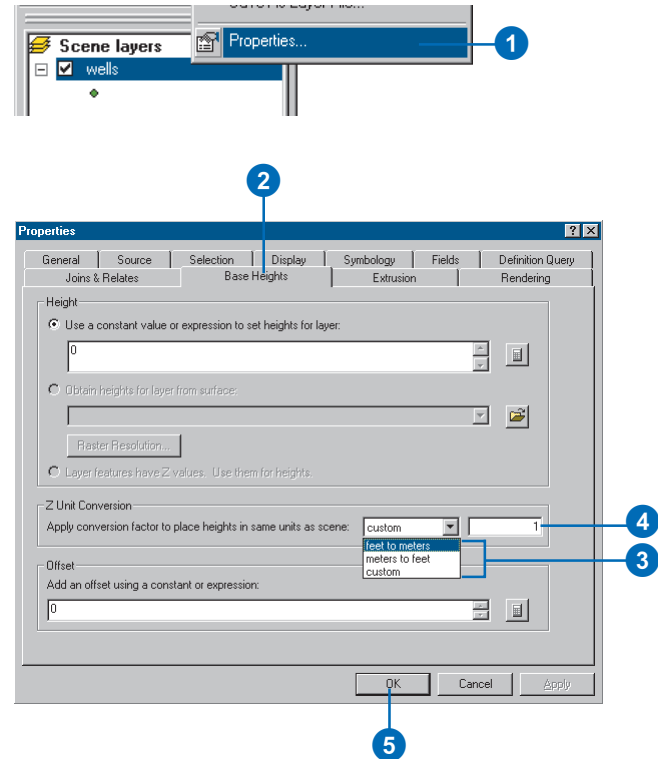 Scene layers
wells
Properties...
1
2
Properties
General Source Selection Display Symbology Fields Definition Query
Joins & Relates Base Heights Extrusion Rendering
Height
Use a constant value or expression to set heights for layer:
0
Obtain heights for layer from surface:
Raster Resolution...
Layer features have Z values. Use them for heights.
Z Unit Conversion
Apply conversion factor to place heights in same units as scene: custom 1
4
feet to meters
meters to feet
custom
3
Offset
Add an offset using a constant or expression:
0
OK Cancel Apply
5